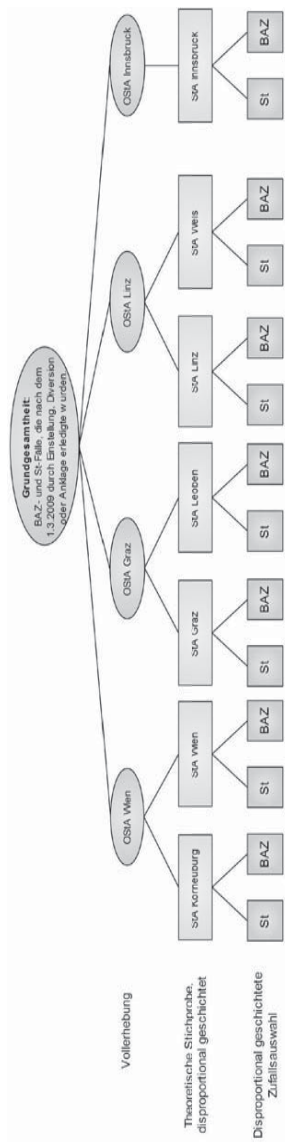 Grundgesamtheit:
BAZ- und St-Fälle, die nach dem
1.3.2009 durch Einstellung, Diversion
oder Anklage erledigt wurden
Vollerhebung
OStA Wien
OStA Graz
OStA Linz
OStA Innsbruck
Theoretische Stichprobe,
disproportional geschichtet
StA Korneuburg
StA Wien
StA Graz
StA Leoben
StA Linz
StA Wels
StA Innsbruck
Disproportional geschichtete
Zufallsauswahl
St
BAZ
St
BAZ
St
BAZ
St
BAZ
St
BAZ
St
BAZ
St
BAZ